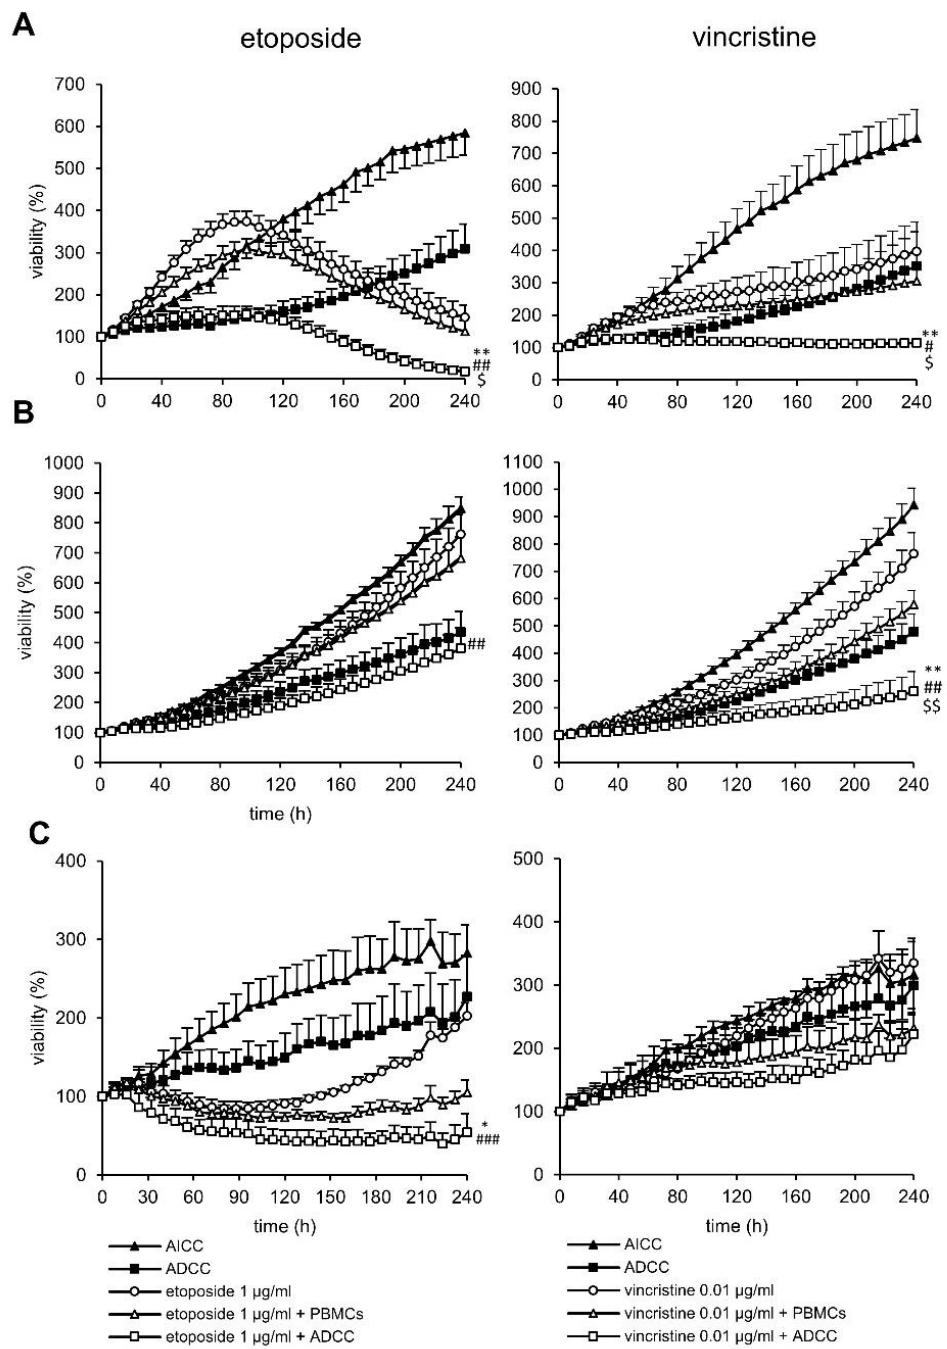 A
etoposide
vincristine
700
600
500
400
300
200
100
0
viability (%)
0 40 80 120 160 200 240
**
##
$
900
800
700
600
500
400
300
200
100
0
0 40 80 120 160 200 240
**
#
$
B
1000
900
800
700
600
500
400
300
200
100
0
viability (%)
0 40 80 120 160 200 240
time (h)
##
1100
1000
900
800
700
600
500
400
300
200
100
0
0 40 80 120 160 200 240
**
##
$$
C
400
300
200
100
0
viability (%)
0 30 60 90 120 150 180 210 240
time (h)
*
###
500
400
300
200
100
0
0 40 80 120 160 200 240
time (h)
AICC
ADCC
etoposide 1 µg/ml
etoposide 1 µg/ml + PBMCs
etoposide 1 µg/ml + ADCC
AICC
ADCC
vincristine 0.01 µg/ml
vincristine 0.01 µg/ml + PBMCs
vincristine 0.01 µg/ml + ADCC